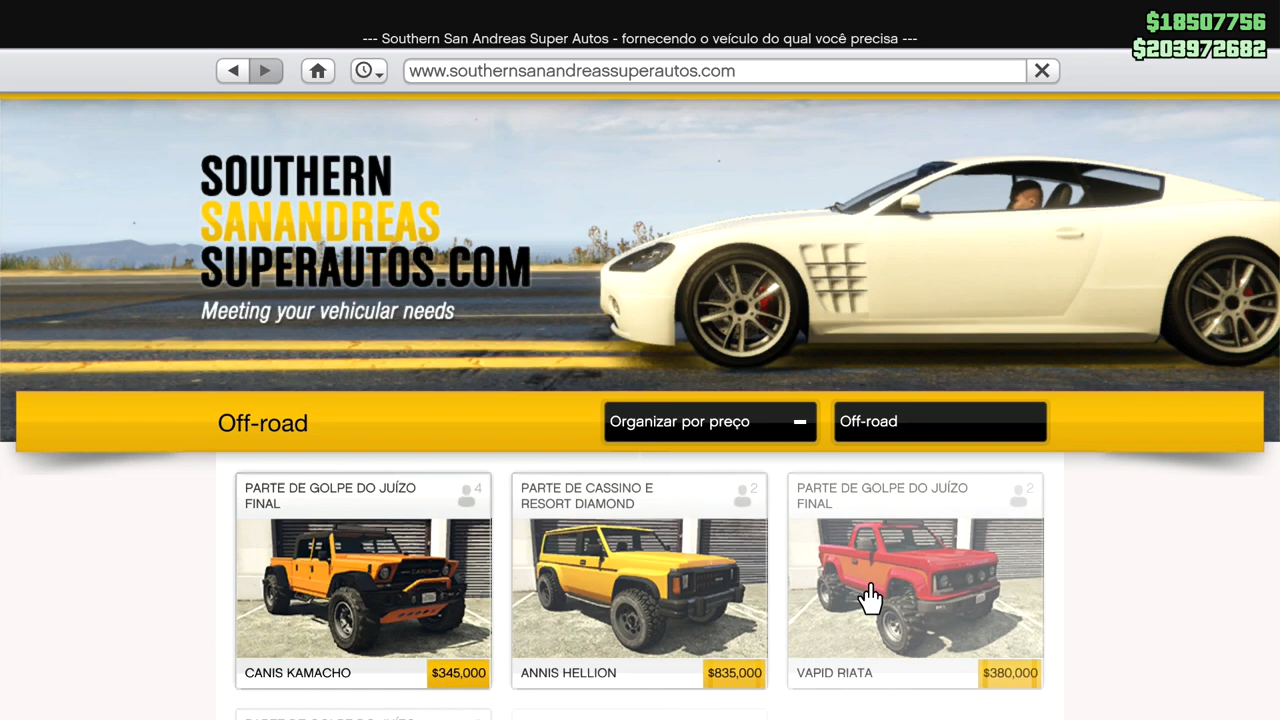 --- Southern San Andreas Super Autos - fornecendo o veículo do qual você precisa ---
$18507756
$203972682
www.southernsanandreassuperautos.com
SOUTHERN
SANANDREAS
SUPERAUTOS.COM
Meeting your vehicular needs
Off-road
Organizar por preço
Off-road
PARTE DE GOLPE DO JUÍZO
FINAL
4
CANIS KAMACHO
$345,000
PARTE DE CASSINO E
RESORT DIAMOND
2
ANNIS HELLION
$835,000
PARTE DE GOLPE DO JUÍZO
FINAL
2
VAPID RIATA
$380,000